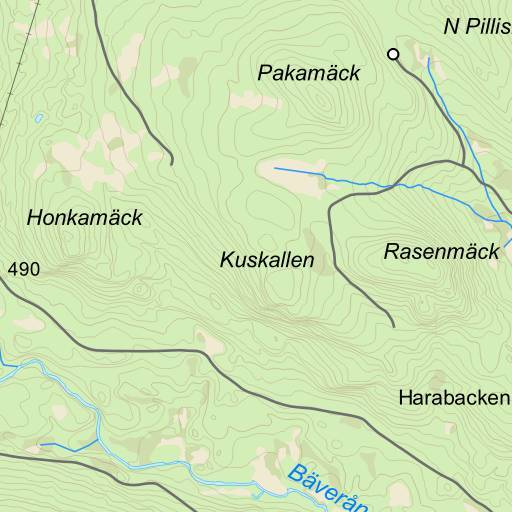 N Pillis
Pakamäck
Honkamäck
Kuskallen
Rasenmäck
490
Harabacken
Bäverån